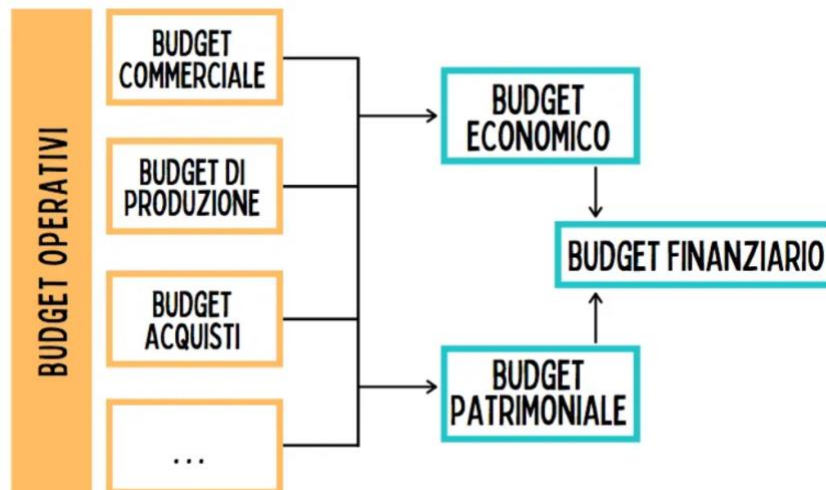 BUDGET OPERATIVI
BUDGET
COMMERCIALE
BUDGET DI
PRODUZIONE
BUDGET
ACQUISTI
...
BUDGET
ECONOMICO
BUDGET FINANZIARIO
BUDGET
PATRIMONIALE